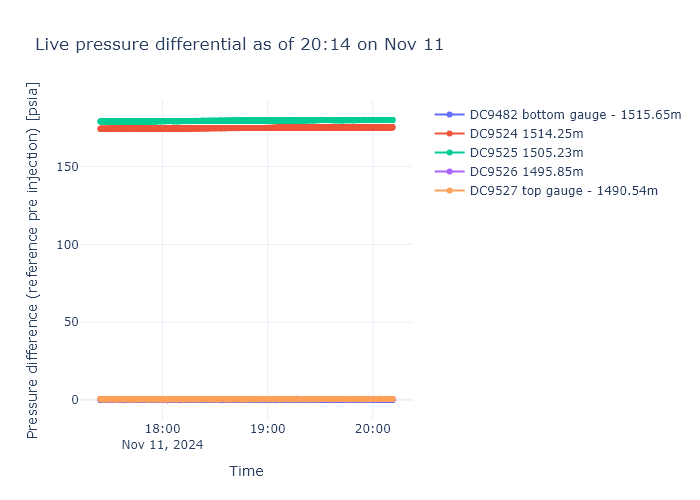 Live pressure differential as of 20:14 on Nov 11
Pressure difference (reference pre injection) [psia]
150
100
50
0
18:00
Nov 11, 2024
19:00
20:00
Time
DC9482 bottom gauge - 1515.65m
DC9524 1514.25m
DC9525 1505.23m
DC9526 1495.85m
DC9527 top gauge - 1490.54m